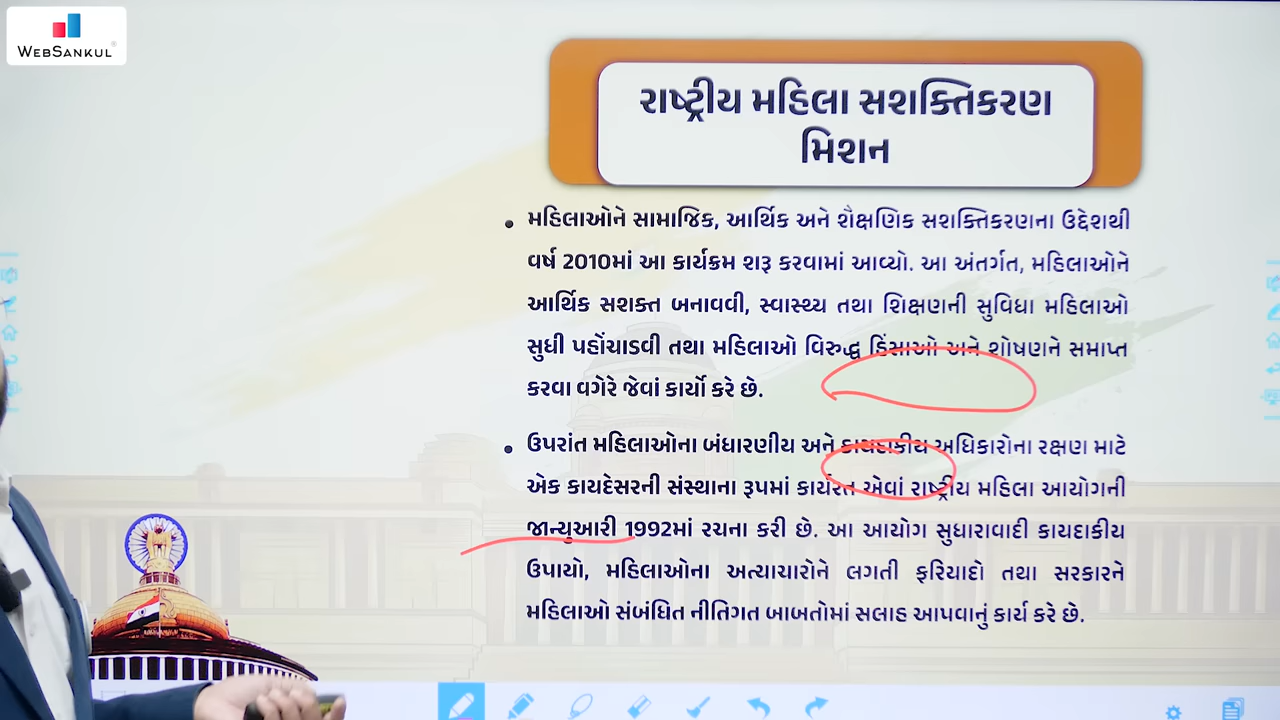 WEBSANKUL
રાષ્ટ્રીય મહિલા સશક્તિકરણ
મિશન
• મહિલાઓને સામાજિક, આર્થિક અને શૈક્ષણિક સશક્તિકરણના ઉદ્દેશથી
વર્ષ 2010માં આ કાર્યક્રમ શરૂ કરવામાં આવ્યો. આ અંતર્ગત, મહિલાઓને
આર્થિક સશક્ત બનાવવી, સ્વાસ્થ્ય તથા શિક્ષણની સુવિધા મહિલાઓ
સુધી પહોંચાડવી તથા મહિલાઓ વિરુદ્ધ હિંસાઓ અને શોષણને સમાપ્ત
કરવા વગેરે જેવાં કાર્યો કરે છે.
• ઉપરાંત મહિલાઓના બંધારણીય અને કાયદાકીય અધિકારોના રક્ષણ માટે
એક કાયદેસરની સંસ્થાના રૂપમાં કાર્યરત એવાં રાષ્ટ્રીય મહિલા આયોગની
જાન્યુઆરી 1992માં રચના કરી છે. આ આયોગ સુધારાવાદી કાયદાકીય
ઉપાયો, મહિલાઓના અત્યાચારોને લગતી ફરિયાદો તથા સરકારને
મહિલાઓ સંબંધિત નીતિગત બાબતોમાં સલાહ આપવાનું કાર્ય કરે છે.